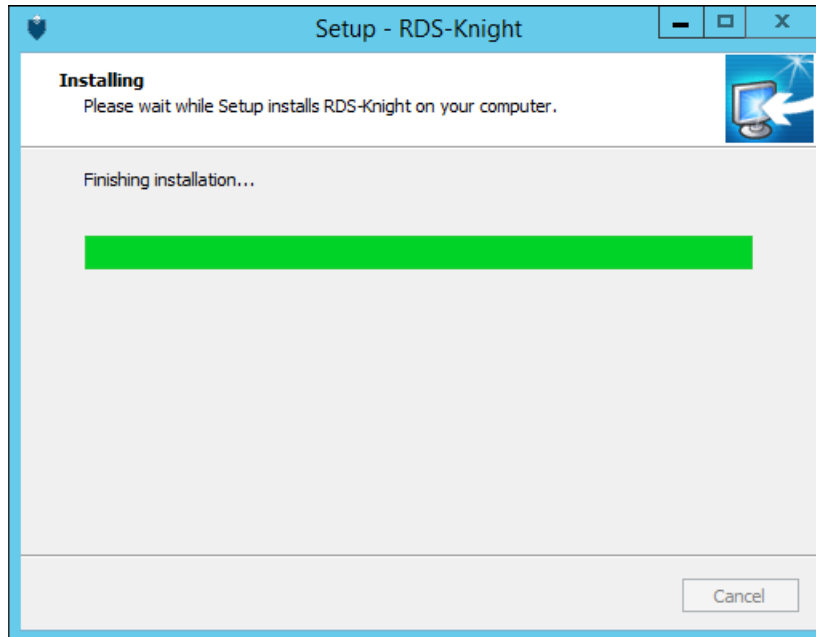 Setup - RDS-Knight
Installing
Please wait while Setup installs RDS-Knight on your computer.
Finishing installation...
Cancel